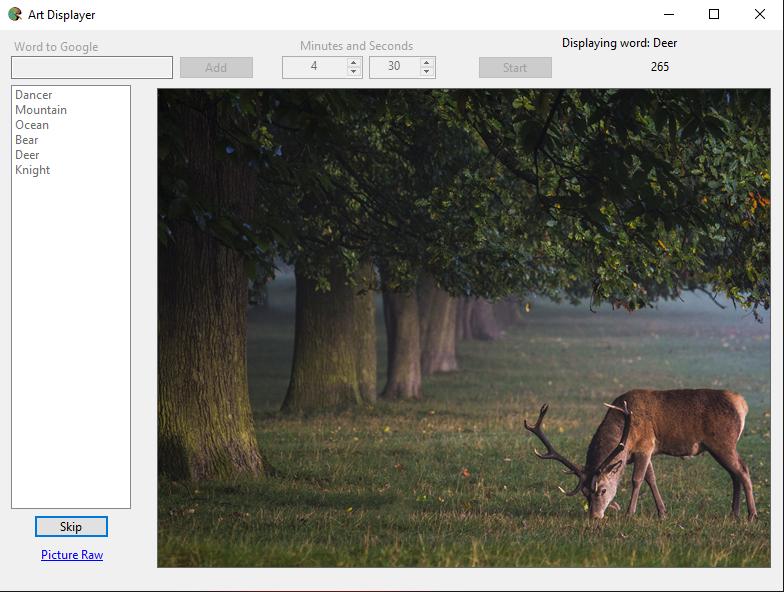 Art Displayer
Word to Google
Minutes and Seconds
Displaying word: Deer
Add
4
30
Start
265
Dancer
Mountain
Ocean
Bear
Deer
Knight
Skip
Picture Raw